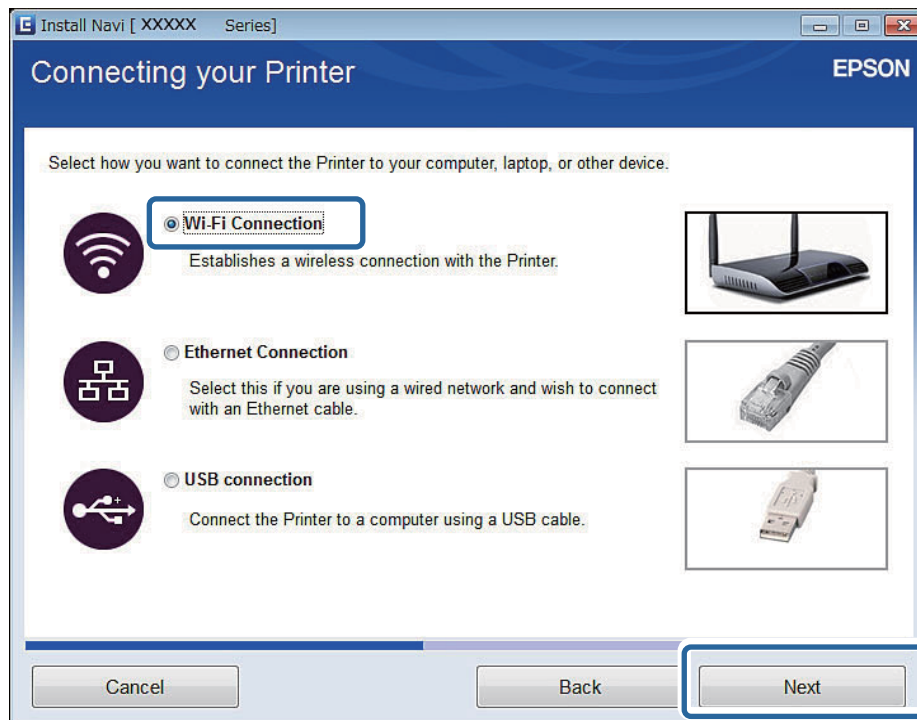 Install Navi [ XXXXX Series]
Connecting your Printer
EPSON
Select how you want to connect the Printer to your computer, laptop, or other device.
Wi-Fi Connection
Establishes a wireless connection with the Printer.
Ethernet Connection
Select this if you are using a wired network and wish to connect
with an Ethernet cable.
USB connection
Connect the Printer to a computer using a USB cable.
Cancel
Back
Next